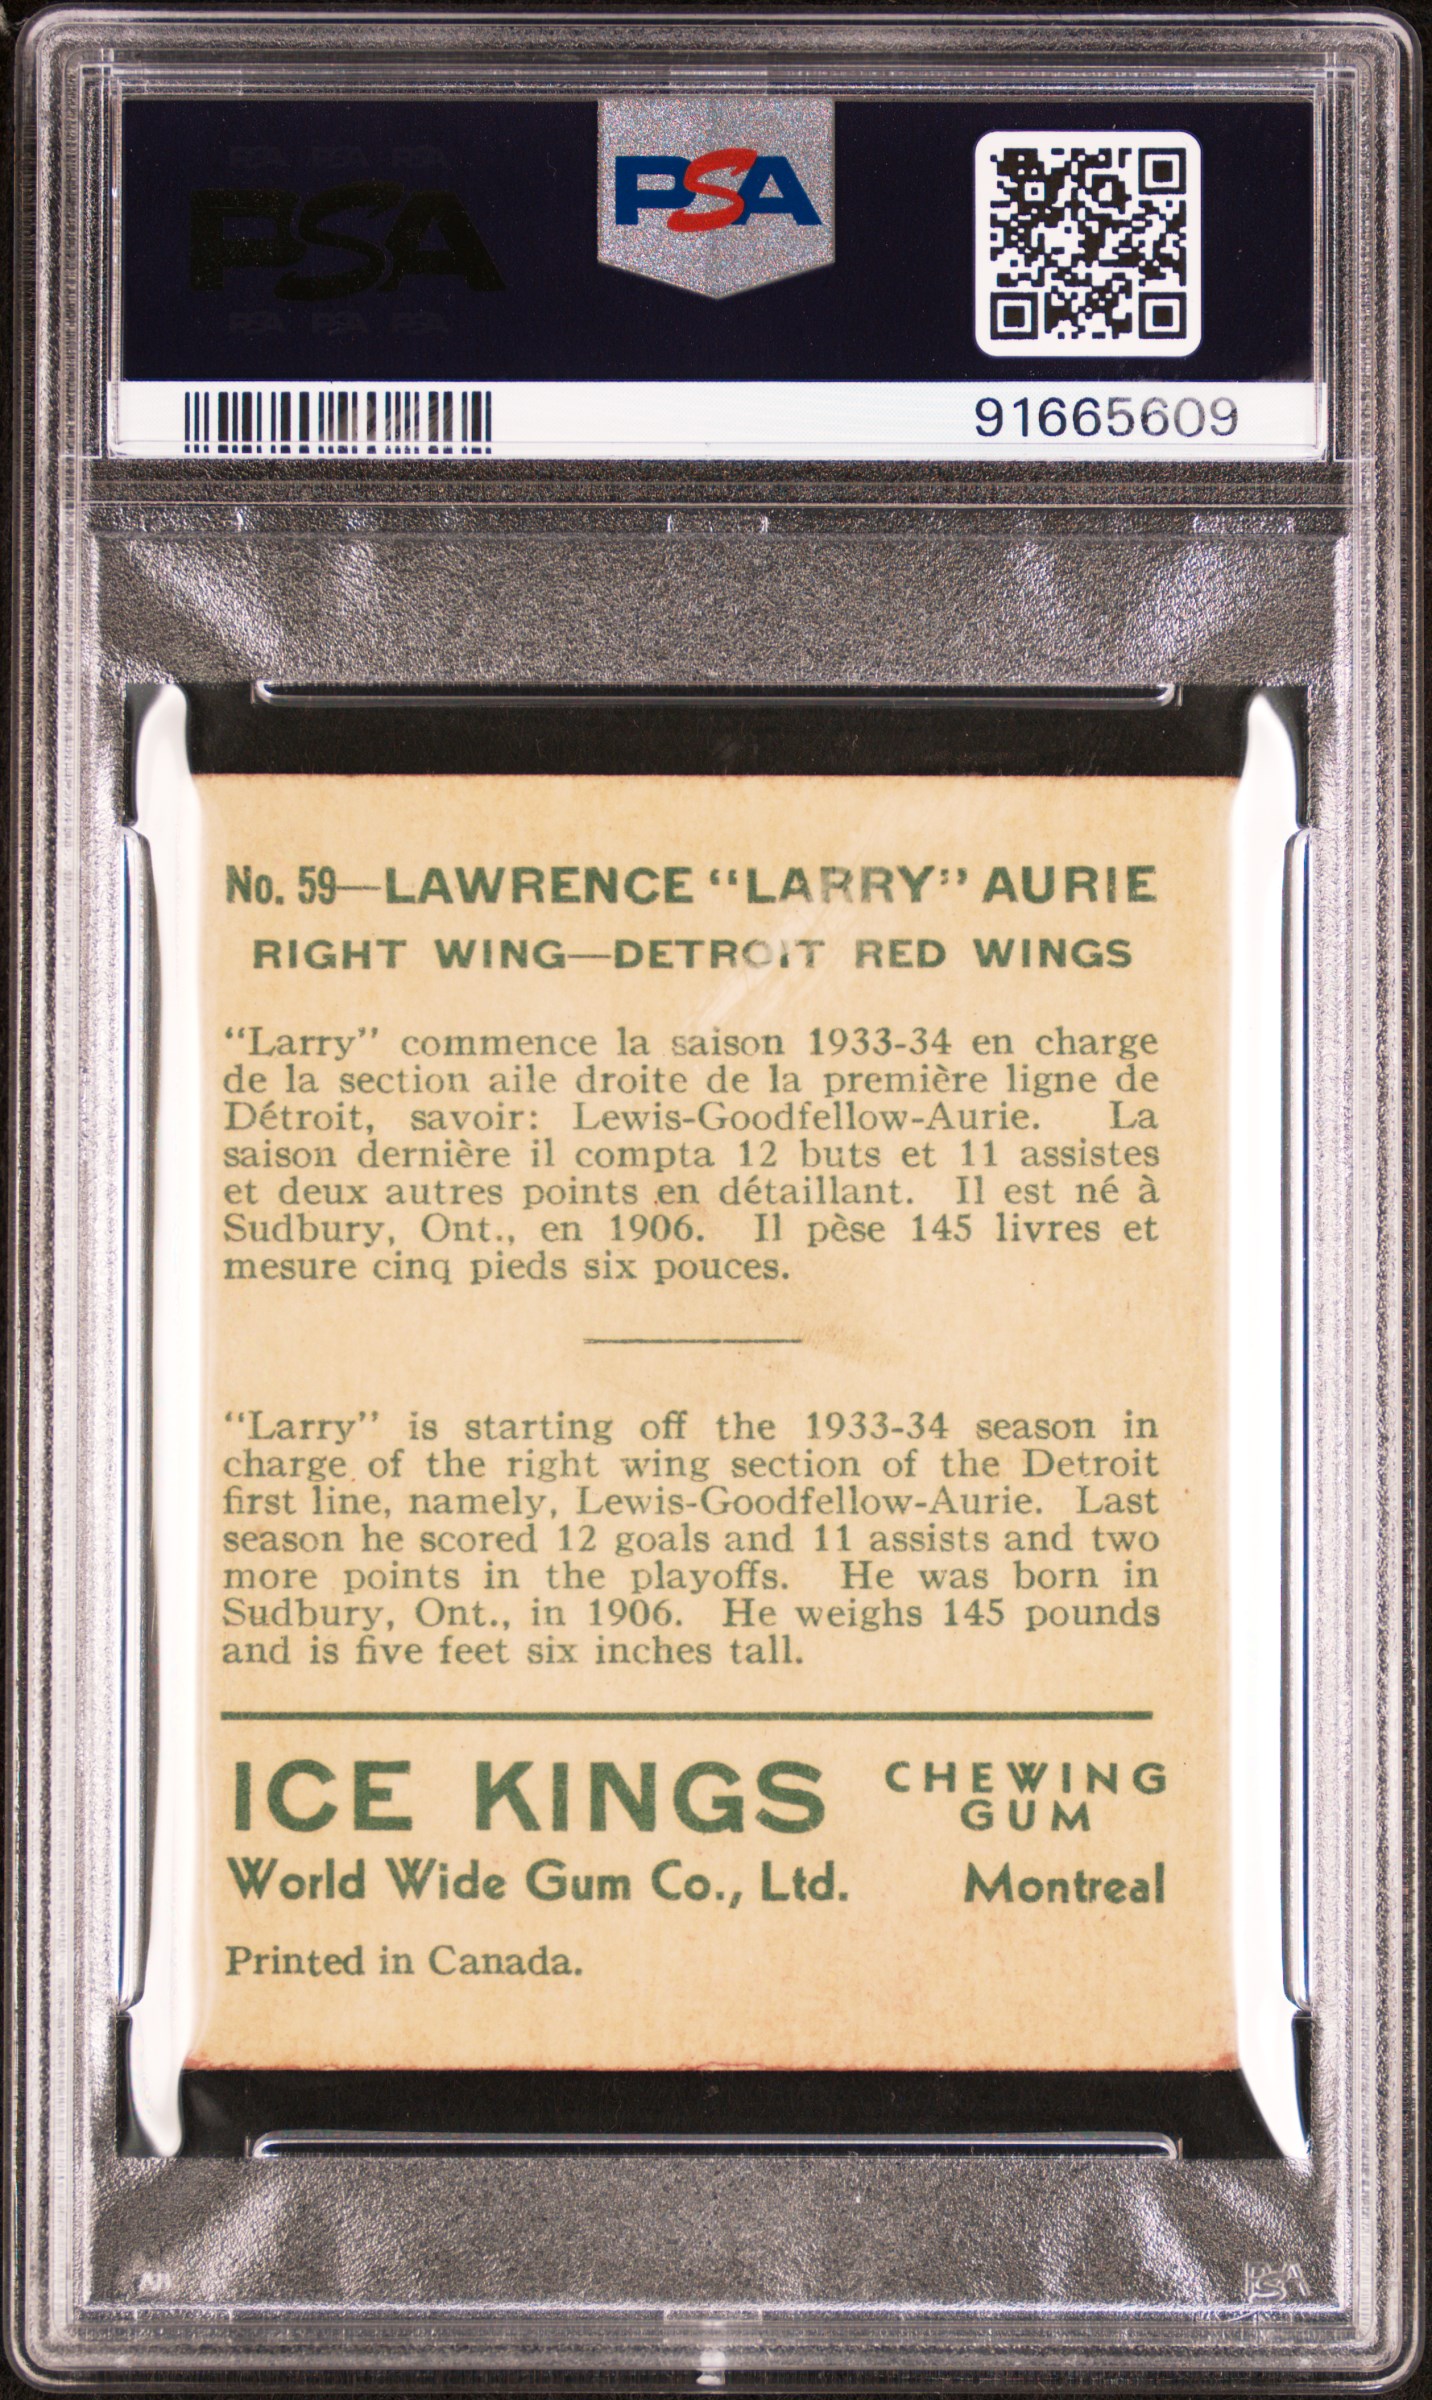 PSA
PSA
91665609
No. 59—LAWRENCE “LARRY” AURIE
RIGHT WING—DETROIT RED WINGS
“Larry” commence la saison 1933-34 en charge
de la section aile droite de la première ligne de
Détroit, savoir: Lewis-Goodfellow-Aurie. La
saison dernière il compta 12 buts et 11 assistes
et deux autres points en détaillant. Il est né à
Sudbury, Ont., en 1906. Il pèse 145 livres et
mesure cinq pieds six pouces.
“Larry” is starting off the 1933-34 season in
charge of the right wing section of the Detroit
first line, namely, Lewis-Goodfellow-Aurie. Last
season he scored 12 goals and 11 assists and two
more points in the playoffs. He was born in
Sudbury, Ont., in 1906. He weighs 145 pounds
and is five feet six inches tall.
ICE KINGS CHEWING GUM
World Wide Gum Co., Ltd. Montreal
Printed in Canada.
PSA